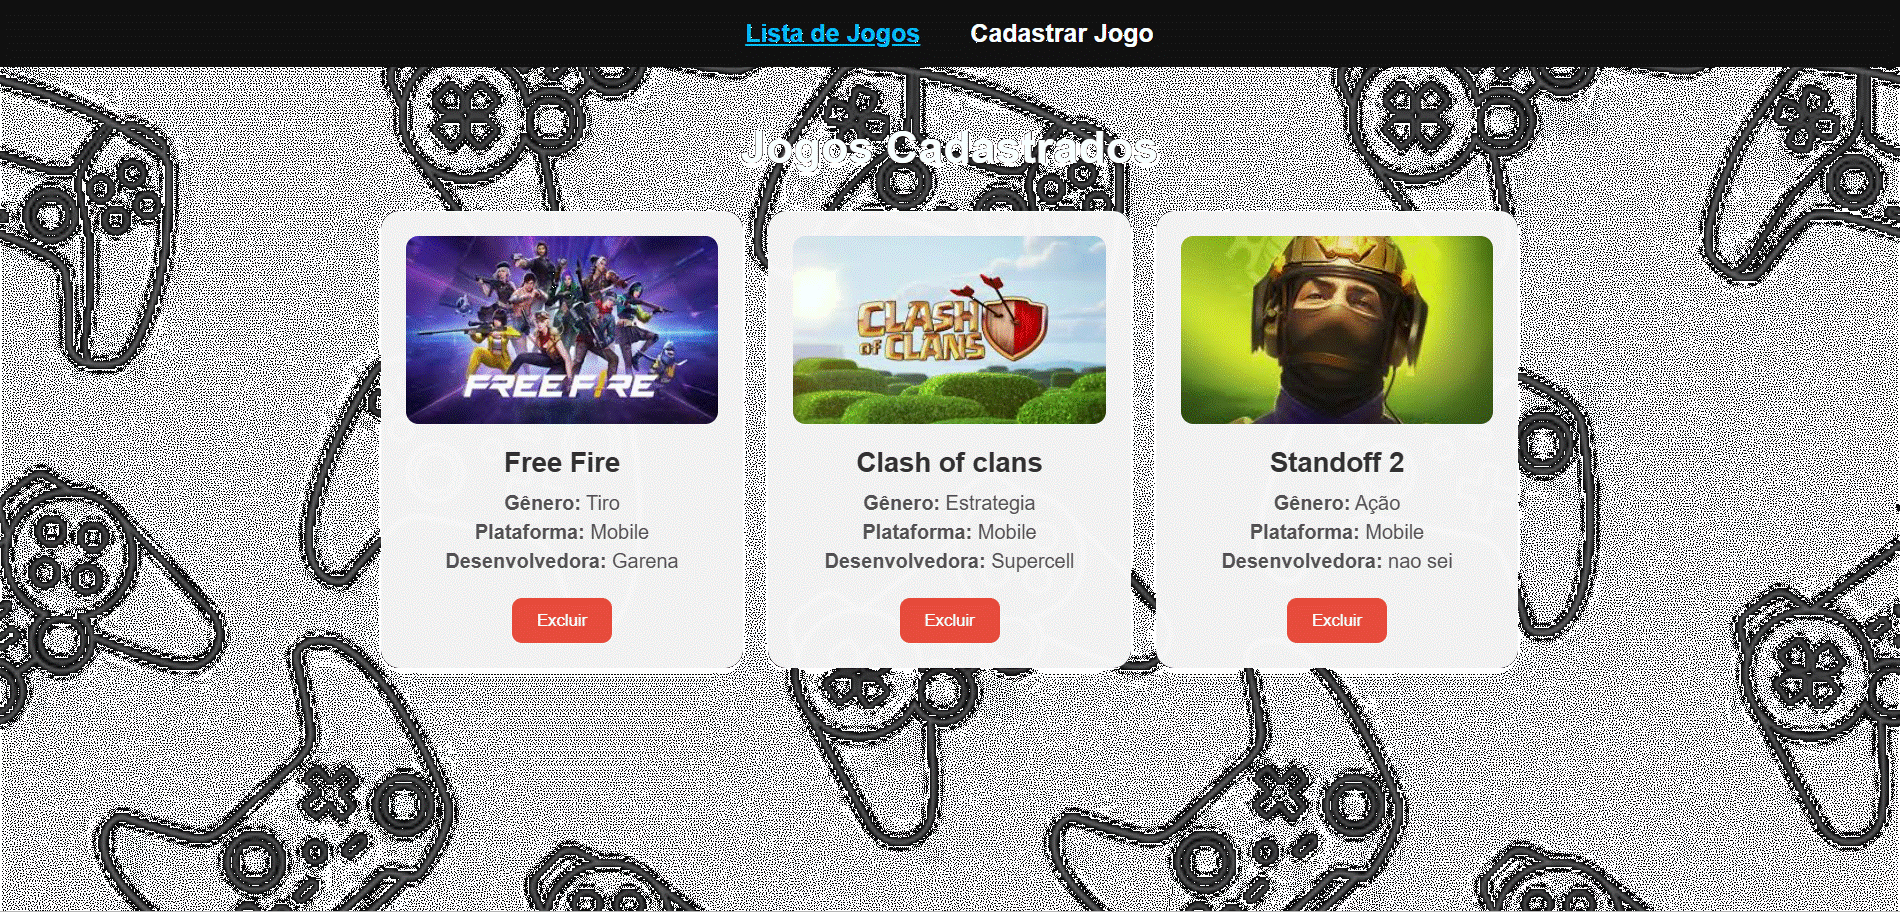 Lista de Jogos Cadastrar Jogo
Jogos Cadastrados
FREE FIRE
Free Fire
Gênero: Tiro
Plataforma: Mobile
Desenvolvedora: Garena
Excluir
CLASH
OF CLANS
Clash of clans
Gênero: Estrategia
Plataforma: Mobile
Desenvolvedora: Supercell
Excluir
Standoff 2
Gênero: Ação
Plataforma: Mobile
Desenvolvedora: nao sei
Excluir